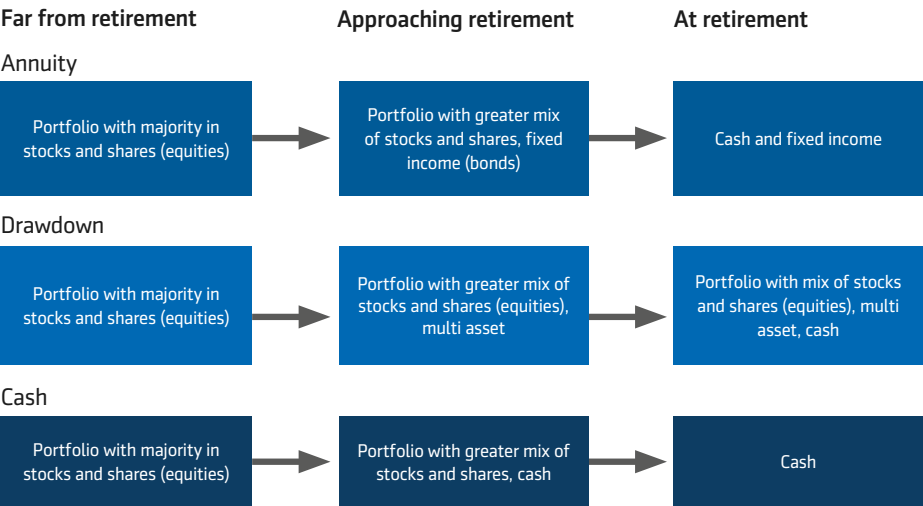 Far from retirement
Approaching retirement
At retirement
Annuity
Portfolio with majority in
stocks and shares (equities)
Portfolio with greater mix
of stocks and shares, fixed
income (bonds)
Cash and fixed income
Drawdown
Portfolio with majority in
stocks and shares (equities)
Portfolio with greater mix of
stocks and shares (equities),
multi asset
Portfolio with mix of stocks
and shares (equities), multi
asset, cash
Cash
Portfolio with majority in
stocks and shares (equities)
Portfolio with greater mix of
stocks and shares, cash
Cash